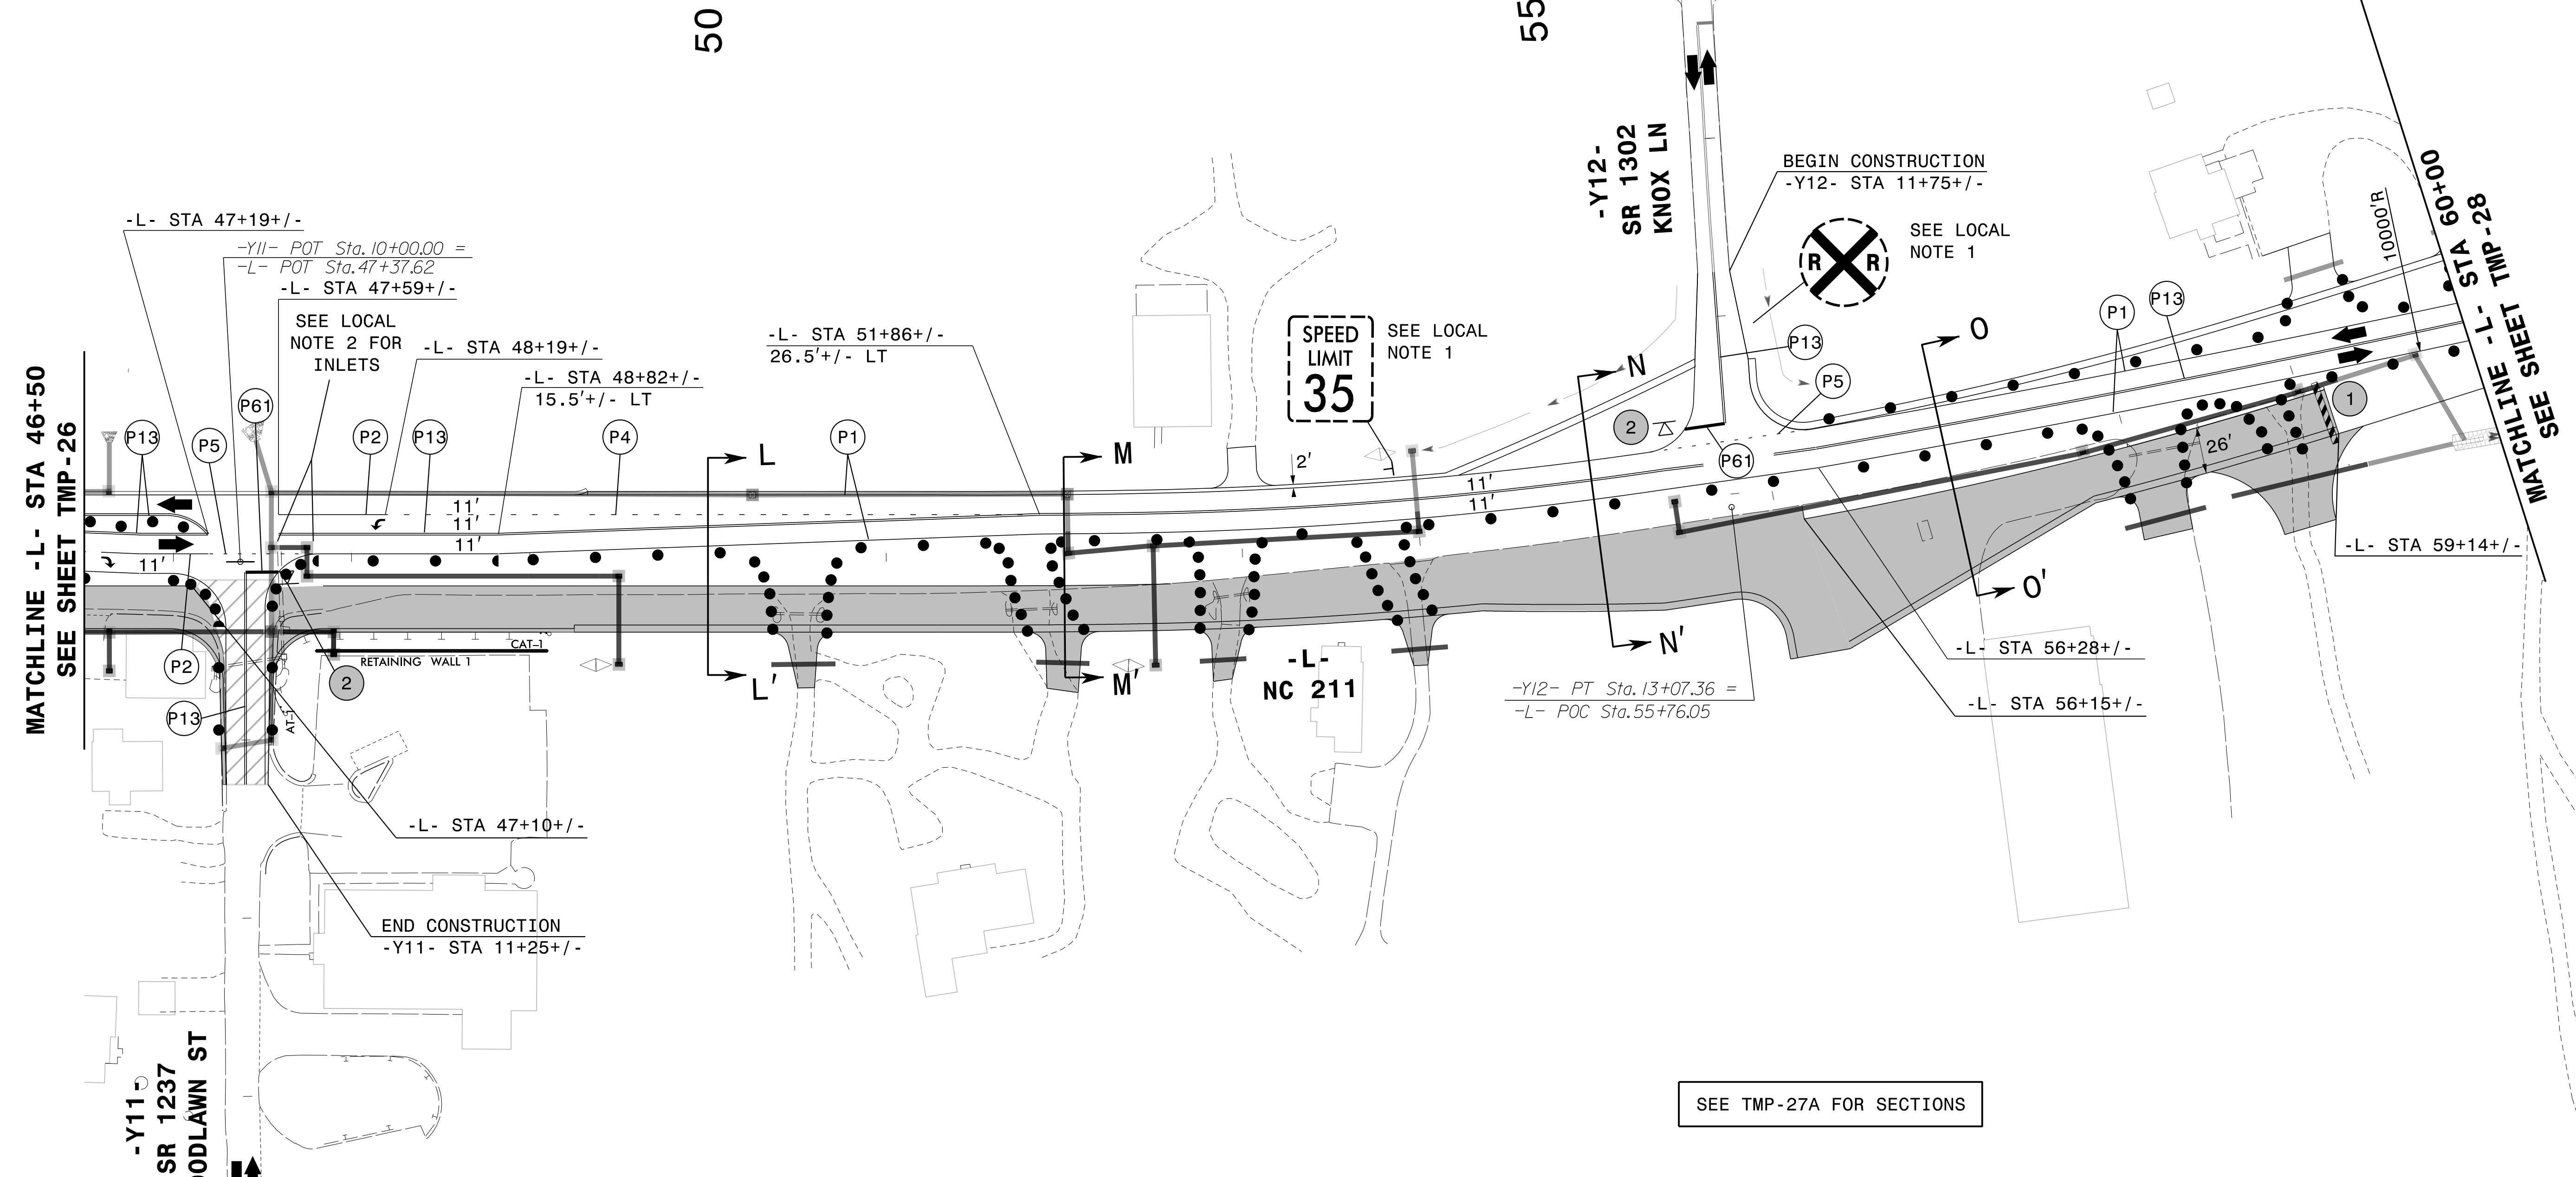 50
55
MATCHLINE -L- STA 46+50
SEE SHEET TMP-26
-L- STA 47+19+/-
-Y11- POT Sta.10+00.00 =
-L- POT Sta.47+37.62
-L- STA 47+59+/-
SEE LOCAL
NOTE 2 FOR
INLETS
-L- STA 48+19+/-
-L- STA 48+82+/-
15.5'+/- LT
-L- STA 51+86+/-
26.5'+/- LT
SPEED
LIMIT
35
SEE LOCAL
NOTE 1
-Y12-
SR 1302
KNOX LN
BEGIN CONSTRUCTION
-Y12- STA 11+75+/-
R R
SEE LOCAL
NOTE 1
MATCHLINE -L- STA 60+00
SEE SHEET TMP-28
10000'R
P13
P5
P61
P2
P13
P4
P1
L
M
N
O
2
P61
P13
P5
P1
P13
1
2'
11'
11'
11'
11'
11'
11'
26'
P2
P13
2
RETAINING WALL 1
CAT-1
AT-1
L'
M'
N'
O'
-L-
NC 211
-Y12- PT Sta.13+07.36 =
-L- POC Sta.55+76.05
-L- STA 56+28+/-
-L- STA 56+15+/-
-L- STA 59+14+/-
-L- STA 47+10+/-
END CONSTRUCTION
-Y11- STA 11+25+/-
-Y11-
SR 1237
OODLAWN ST
SEE TMP-27A FOR SECTIONS